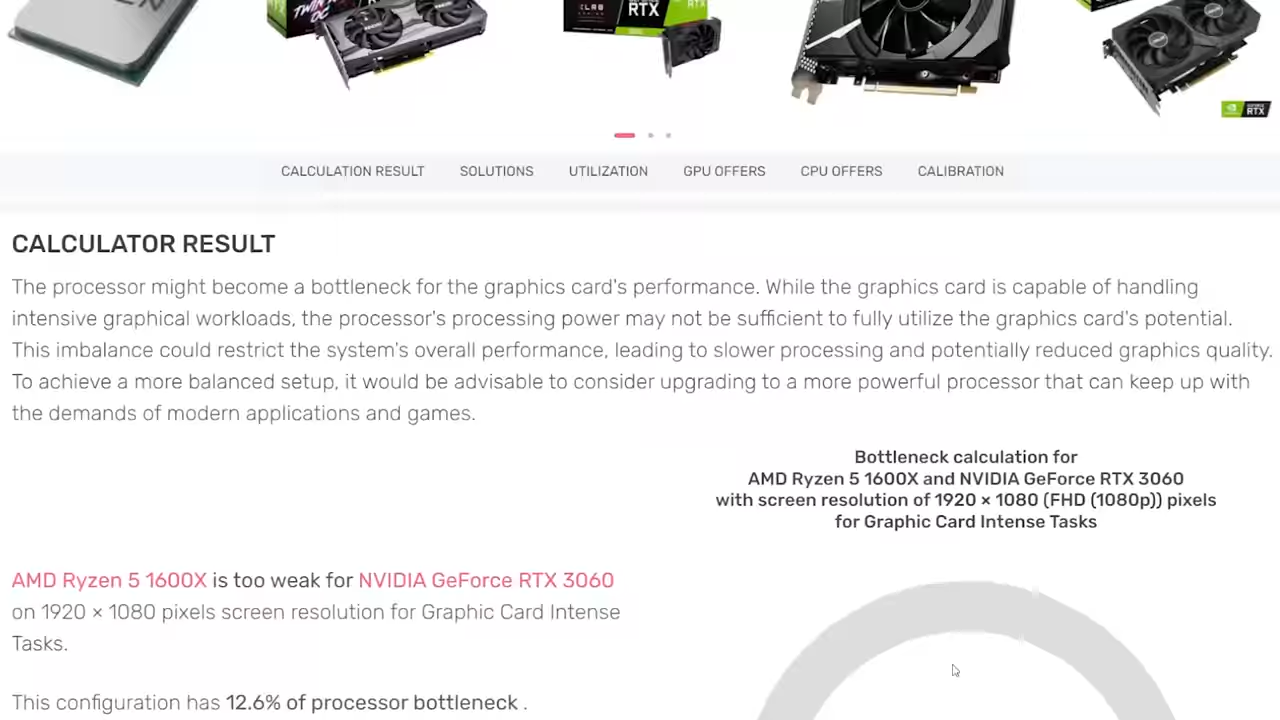 TWIN
OC
RTX
RTX
CALCULATION RESULT SOLUTIONS UTILIZATION GPU OFFERS CPU OFFERS CALIBRATION
CALCULATOR RESULT
The processor might become a bottleneck for the graphics card's performance. While the graphics card is capable of handling
intensive graphical workloads, the processor's processing power may not be sufficient to fully utilize the graphics card's potential.
This imbalance could restrict the system's overall performance, leading to slower processing and potentially reduced graphics quality.
To achieve a more balanced setup, it would be advisable to consider upgrading to a more powerful processor that can keep up with
the demands of modern applications and games.
Bottleneck calculation for
AMD Ryzen 5 1600X and NVIDIA GeForce RTX 3060
with screen resolution of 1920 × 1080 (FHD (1080p)) pixels
for Graphic Card Intense Tasks
AMD Ryzen 5 1600X is too weak for NVIDIA GeForce RTX 3060
on 1920 × 1080 pixels screen resolution for Graphic Card Intense
Tasks.
This configuration has 12.6% of processor bottleneck .